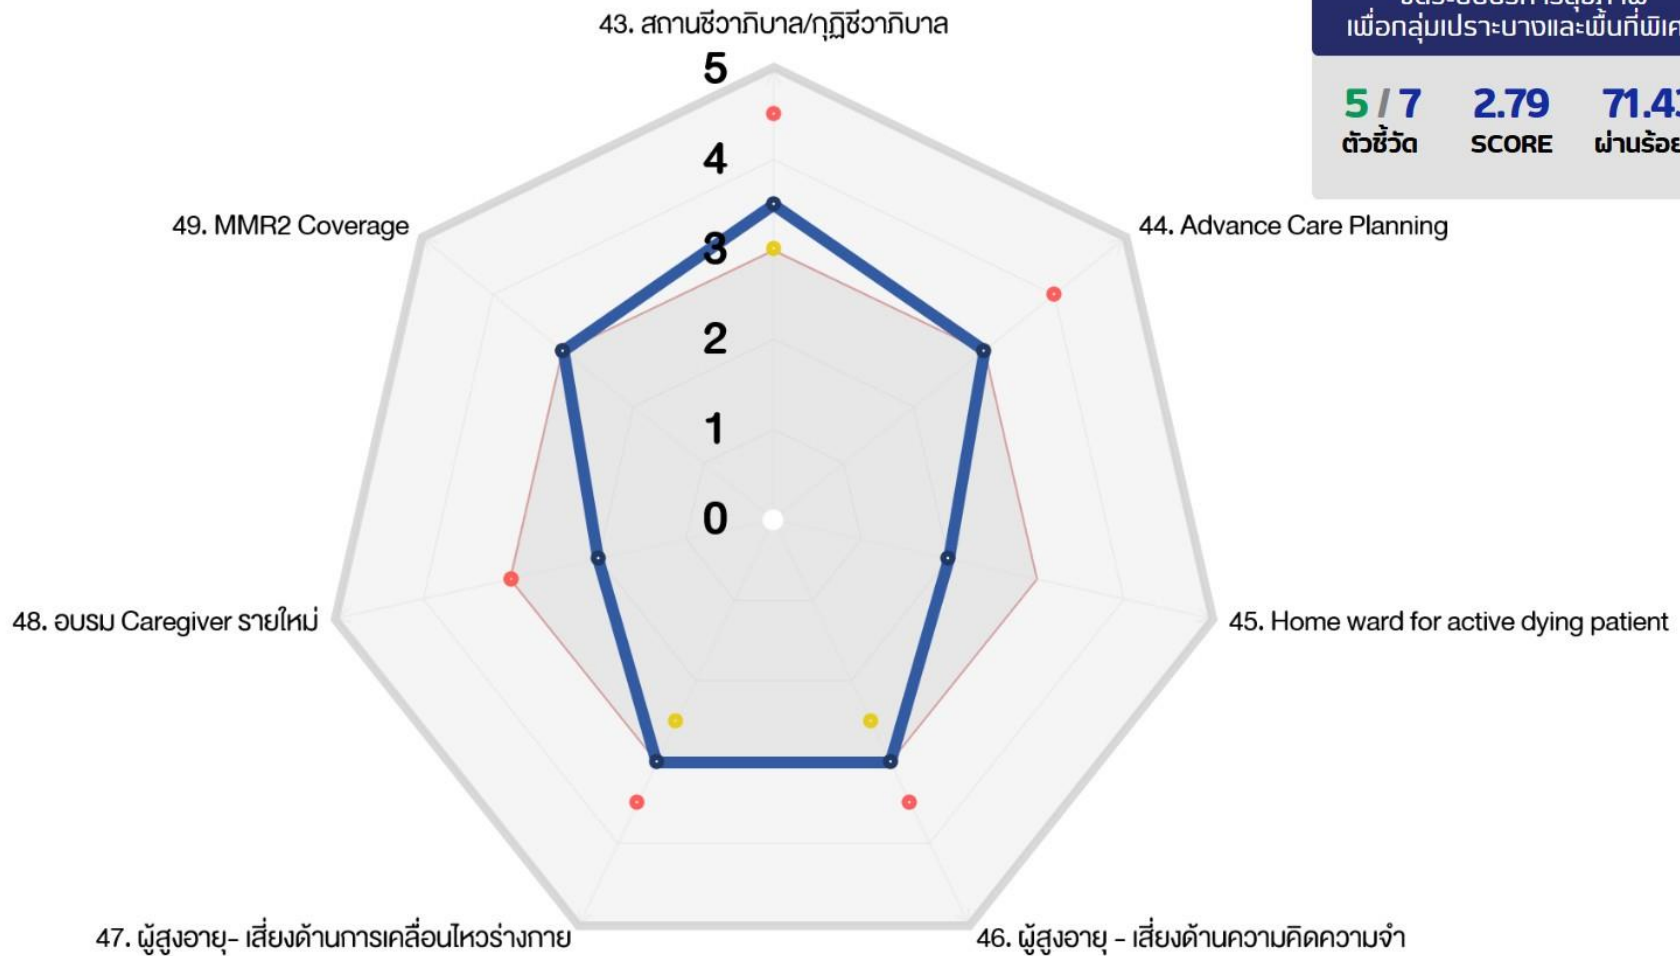 43. สถานชีวาภิบาล/กุฏิชีวาภิบาล
เพื่อกลุ่มเปราะบางและพื้นที่พิเศ
5 / 7 2.79 71.43
ตัวชี้วัด SCORE ผ่านร้อย
5
4
3
2
1
0
49. MMR2 Coverage
44. Advance Care Planning
48. อบรม Caregiver รายใหม่
45. Home ward for active dying patient
47. ผู้สูงอายุ- เสี่ยงด้านการเคลื่อนไหวร่างกาย
46. ผู้สูงอายุ - เสี่ยงด้านความคิดความจำ